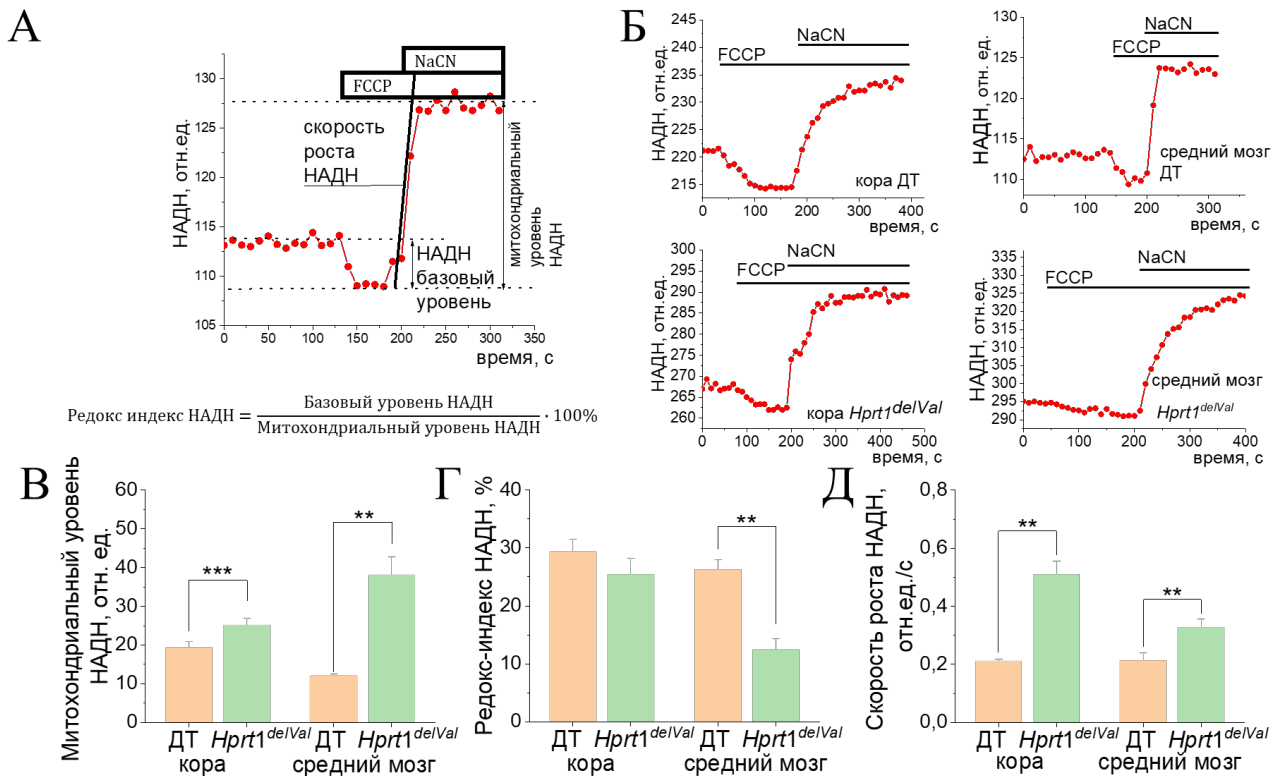 А
НАДН, отн.ед.
130
125
120
115
110
105
NaCN
FCCP
скорость
роста
НАДН
НАДН
базовый
уровень
митохондриальный
уровень
НАДН
0 50 100 150 200 250 300 350
время, с
Редокс индекс НАДН = Базовый уровень НАДН / Митохондриальный уровень НАДН · 100%
Б
НАДН, отн. ед.
240
235
230
225
220
215
NaCN
FCCP
кора ДТ
0 100 200 300 400
время, с
НАДН, отн. ед.
125
120
115
110
NaCN
FCCP
средний мозг
ДТ
0 100 200 300
время, с
НАДН, отн. ед.
300
290
280
270
260
NaCN
FCCP
кора Hprt1delVal
0 100 200 300 400 500
время, с
НАДН, отн. ед.
330
325
320
315
310
305
300
295
290
NaCN
FCCP
средний мозг
Hprt1delVal
0 100 200 300 400
время, с
В
Митохондриальный уровень
НАДН, отн. ед.
60
50
40
30
20
10
0
***
**
ДТ Hprt1delVal ДТ Hprt1delVal
кора средний мозг
Г
Редокс-индекс НАДН, %
40
30
20
10
0
**
ДТ Hprt1delVal ДТ Hprt1delVal
кора средний мозг
Д
Скорость роста НАДН,
отн.ед./с
0,8
0,6
0,4
0,2
0,0
**
**
ДТ Hprt1delVal ДТ Hprt1delVal
кора средний мозг